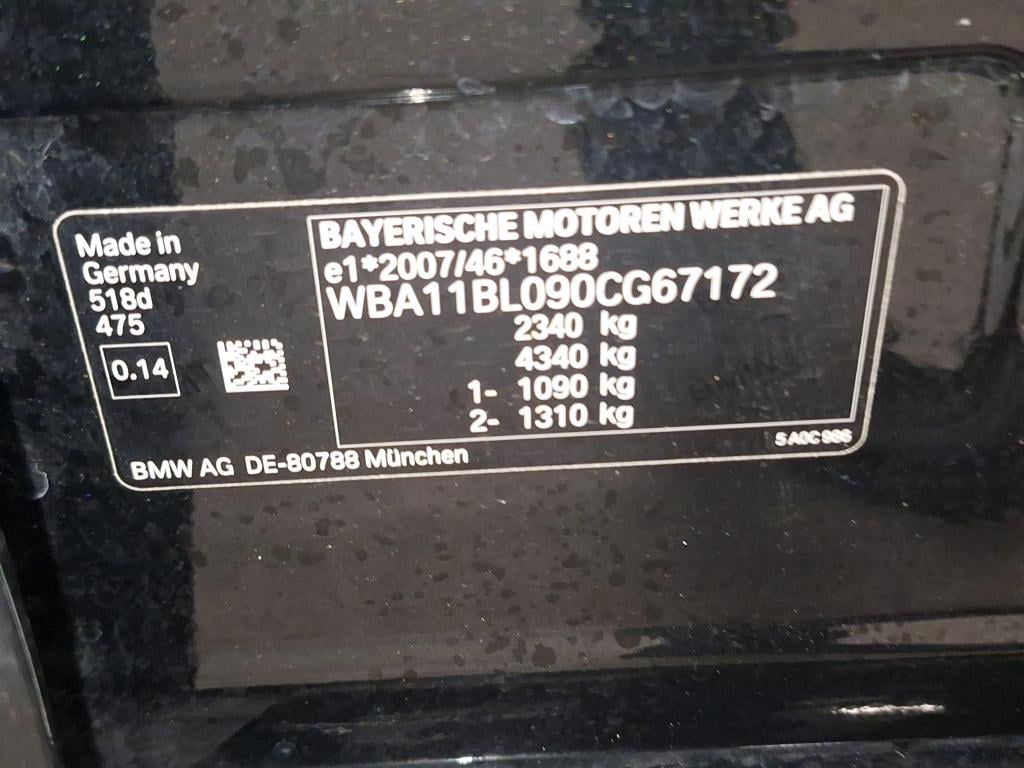 Made in
Germany
518d
475
0.14
BAYERISCHE MOTOREN WERKE AG
e1*2007/46*1688
WBA11BL090CG67172
2340 kg
4340 kg
1- 1090 kg
2- 1310 kg
5A0C986
BMW AG DE-80788 München